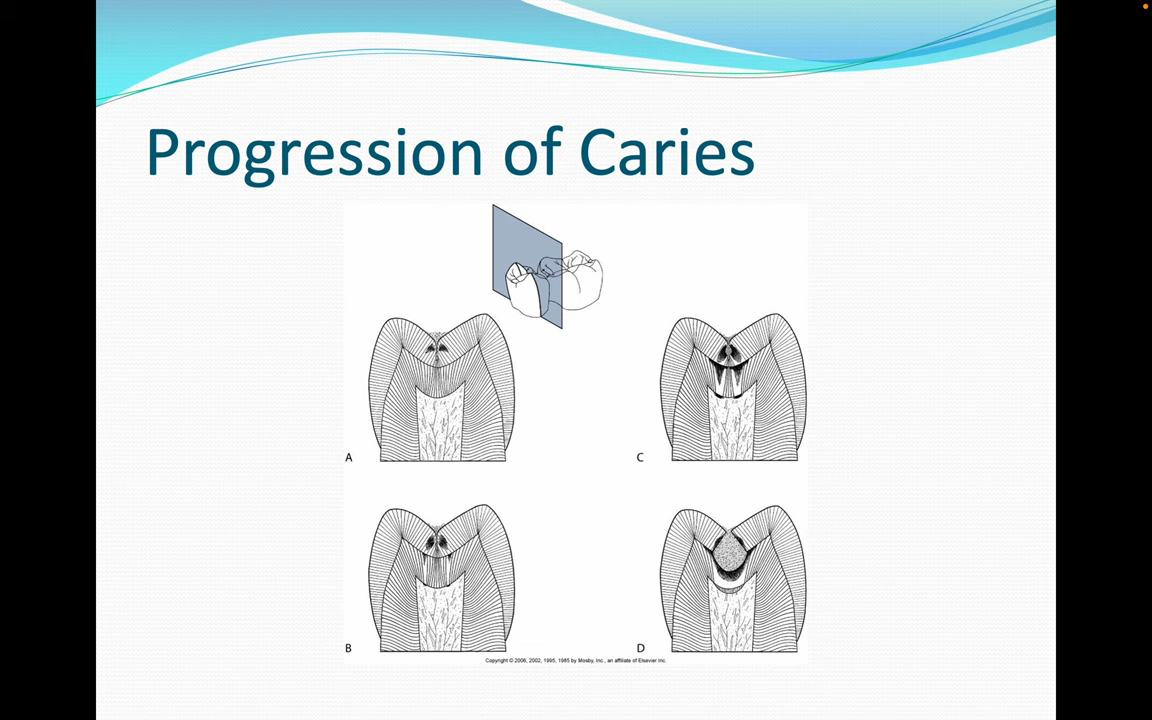 Progression of Caries
A
C
B
D
Copyright © 2006, 2002, 1995, 1985 by Mosby, Inc., an affiliate of Elsevier Inc.